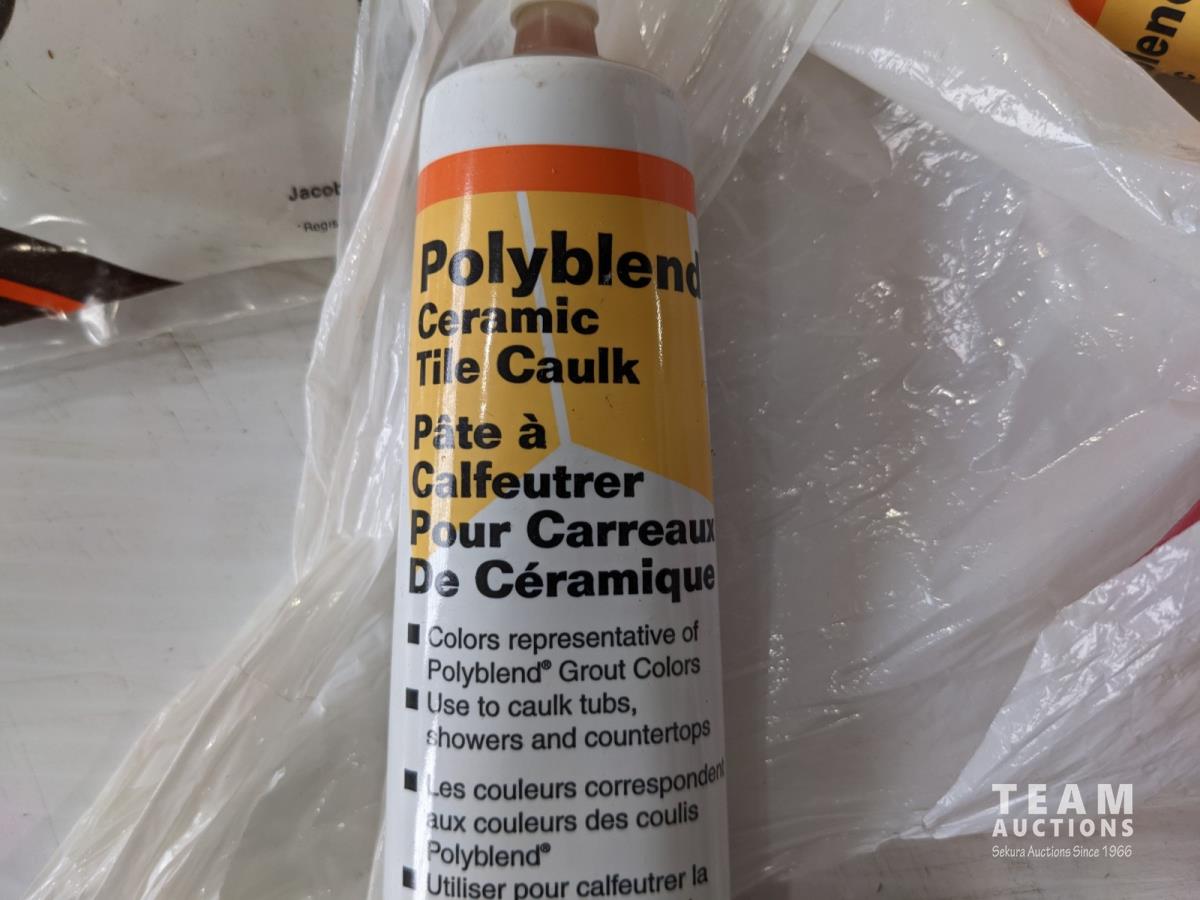 Jacob
Regis
Polyblend
Ceramic
Tile Caulk
Pâte à
Calfeutrer
Pour Carreaux
De Céramique
■ Colors representative of
Polyblend® Grout Colors
■ Use to caulk tubs,
showers and countertops
■ Les couleurs correspondent
aux couleurs des coulis
Polyblend®
■ Utiliser pour calfeutrer la
TEAM
AUCTIONS
Sekura Auctions Since 1966